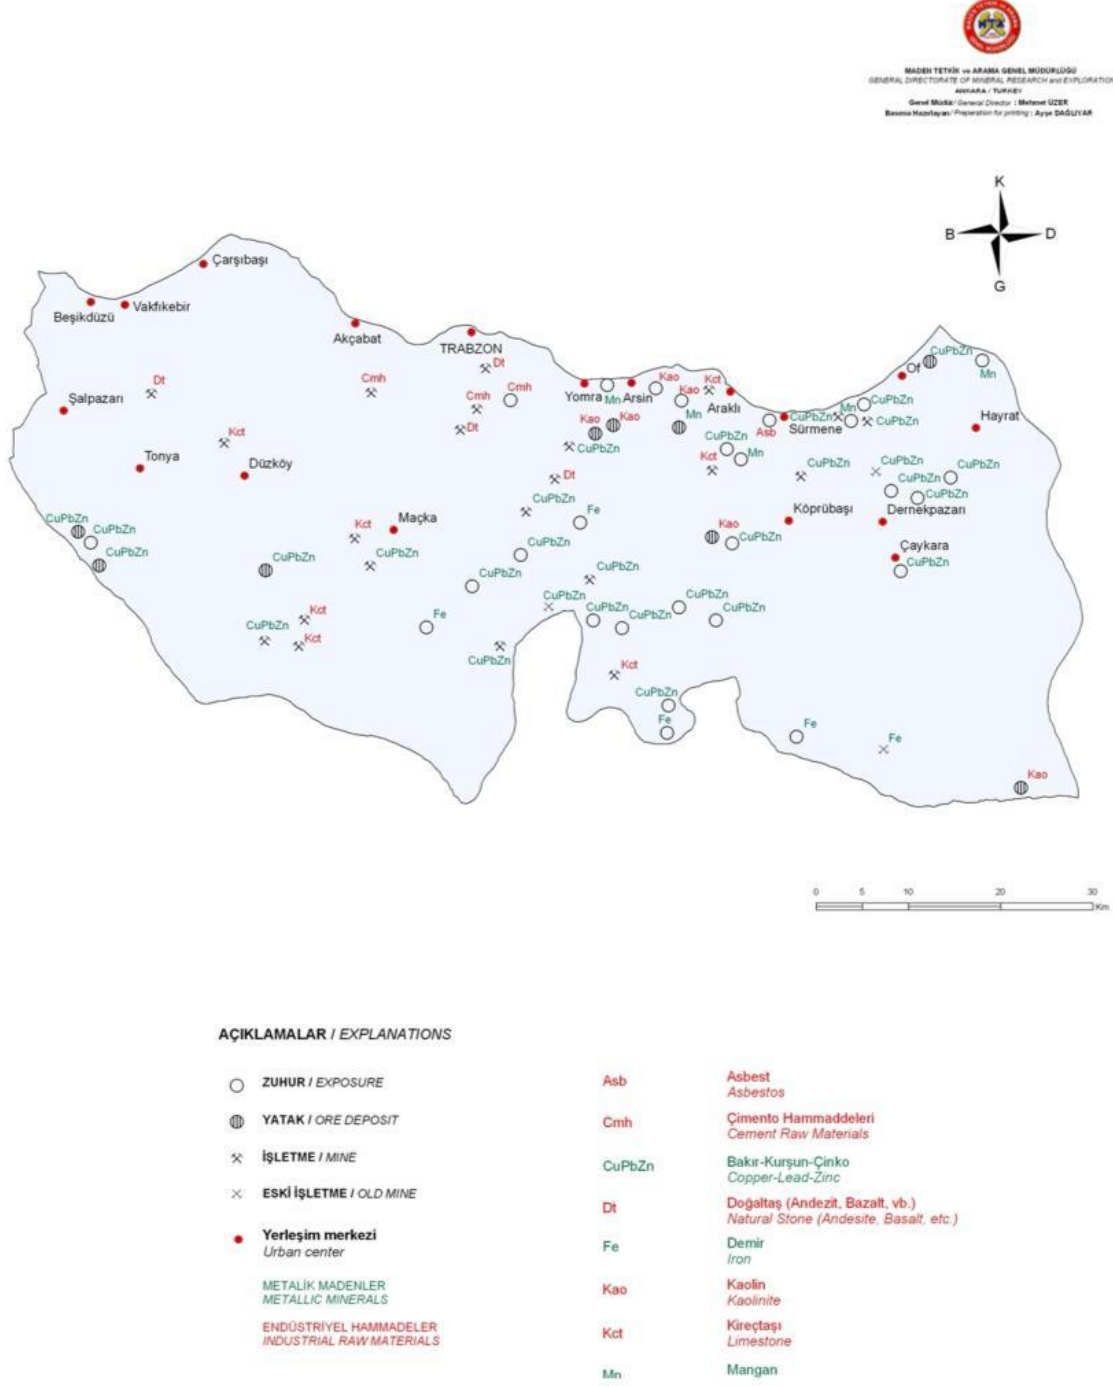 MTA
MADEN TETKİK ve ARAMA GENEL MÜDÜRLÜĞÜ
GENERAL DIRECTORATE OF MINERAL RESEARCH and EXPLORATION
ANKARA / TURKEY
Genel Müdür/ General Director : Mehmet ÜZER
Basıma Hazırlayan/ Preparation for printing : Ayşe DAĞLIYAR
K
B D
G
Çarşıbaşı
Beşikdüzü
Vakfıkebir
Akçabat
TRABZON
CuPbZn
Of
Mn
Dt
Dt
Cmh
Cmh
Cmh
Yomra
Mn
Arsin
Kao
Kao
Kct
Araklı
Şalpazarı
Dt
Kao
Kao
Mn
Asb
CuPbZn
Sürmene
Mn
CuPbZn
CuPbZn
Hayrat
Kct
Tonya
Düzköy
CuPbZn
CuPbZn
Mn
Kct
Dt
CuPbZn
CuPbZn
CuPbZn
CuPbZn
CuPbZn
CuPbZn
CuPbZn
CuPbZn
Maçka
Kct
CuPbZn
Fe
Köprübaşı
Dernekpazarı
Kao
CuPbZn
Çaykara
CuPbZn
CuPbZn
CuPbZn
CuPbZn
CuPbZn
CuPbZn
CuPbZn
CuPbZn
CuPbZn
CuPbZn
CuPbZn
Kct
CuPbZn
Kct
Fe
CuPbZn
Kct
CuPbZn
Fe
Fe
Fe
Kao
0 5 10 20 30
Km
AÇIKLAMALAR / EXPLANATIONS
ZUHUR / EXPOSURE
YATAK / ORE DEPOSIT
İŞLETME / MINE
ESKİ İŞLETME / OLD MINE
Yerleşim merkezi
Urban center
METALİK MADENLER
METALLIC MINERALS
ENDÜSTRİYEL HAMMADELER
INDUSTRIAL RAW MATERIALS
Asb Asbest
Asbestos
Cmh Çimento Hammaddeleri
Cement Raw Materials
CuPbZn Bakır-Kurşun-Çinko
Copper-Lead-Zinc
Dt Doğaltaş (Andezit, Bazalt, vb.)
Natural Stone (Andesite, Basalt, etc.)
Fe Demir
Iron
Kao Kaolin
Kaolinite
Kct Kireçtaşı
Limestone
Mn Mangan